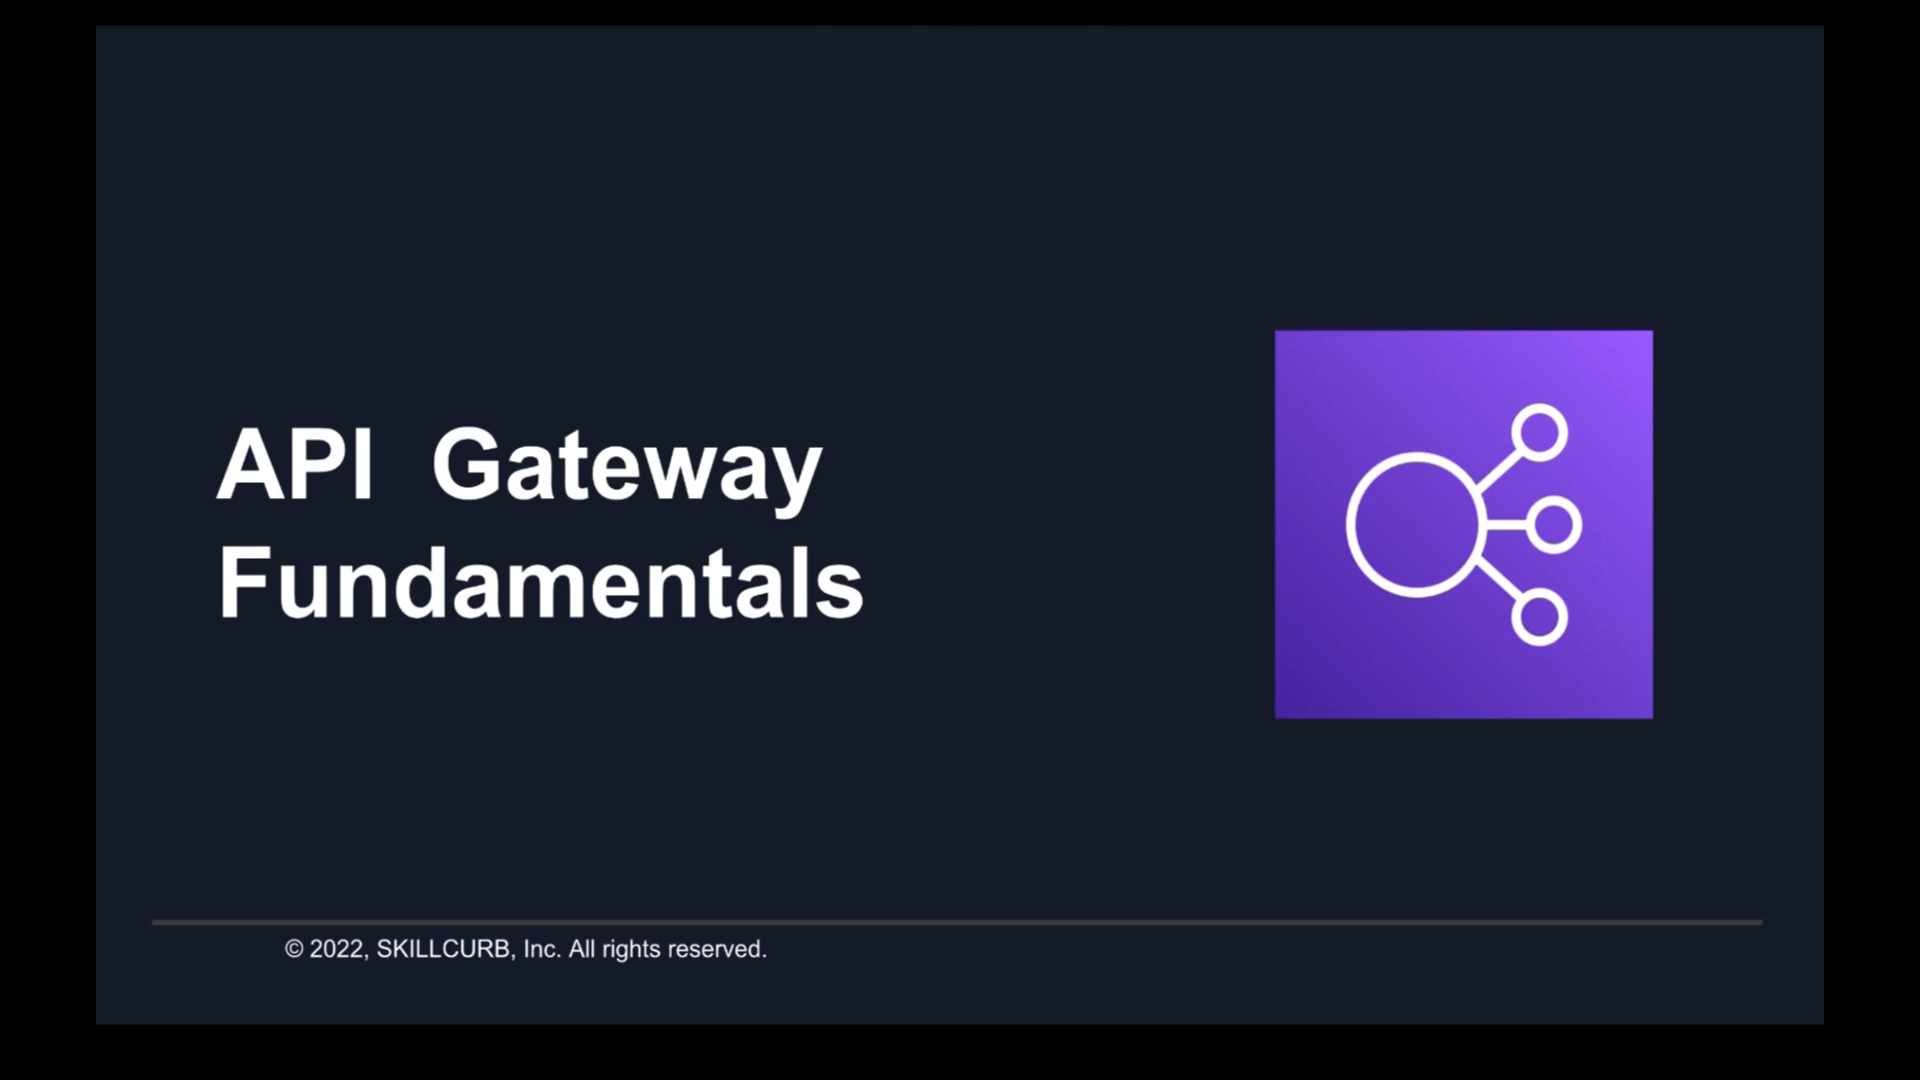 API Gateway
Fundamentals
© 2022, SKILLCURB, Inc. All rights reserved.